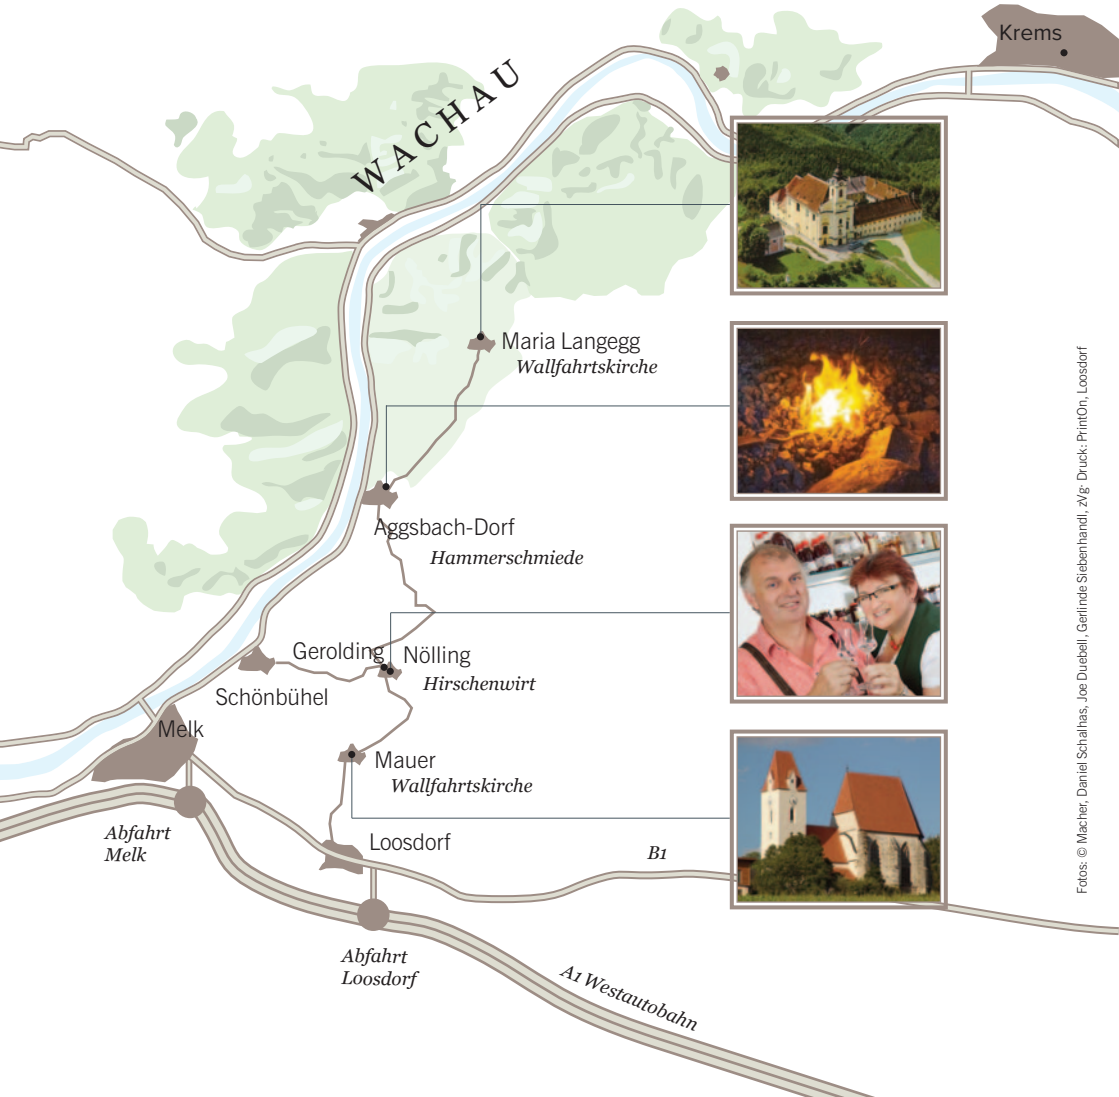 Krems
WACHAU
Maria Langegg
Wallfahrtskirche
Aggsbach-Dorf
Hammerschmiede
Gerolding
Nölling
Hirschenwirt
Schönbühel
Melk
Mauer
Wallfahrtskirche
Abfahrt
Melk
Loosdorf
B1
Abfahrt
Loosdorf
A1 Westautobahn
Fotos: © Macher, Daniel Schalhas, Joe Duebell, Gerlinde Siebenhandl, zVg· Druck: PrintOn, Loosdorf